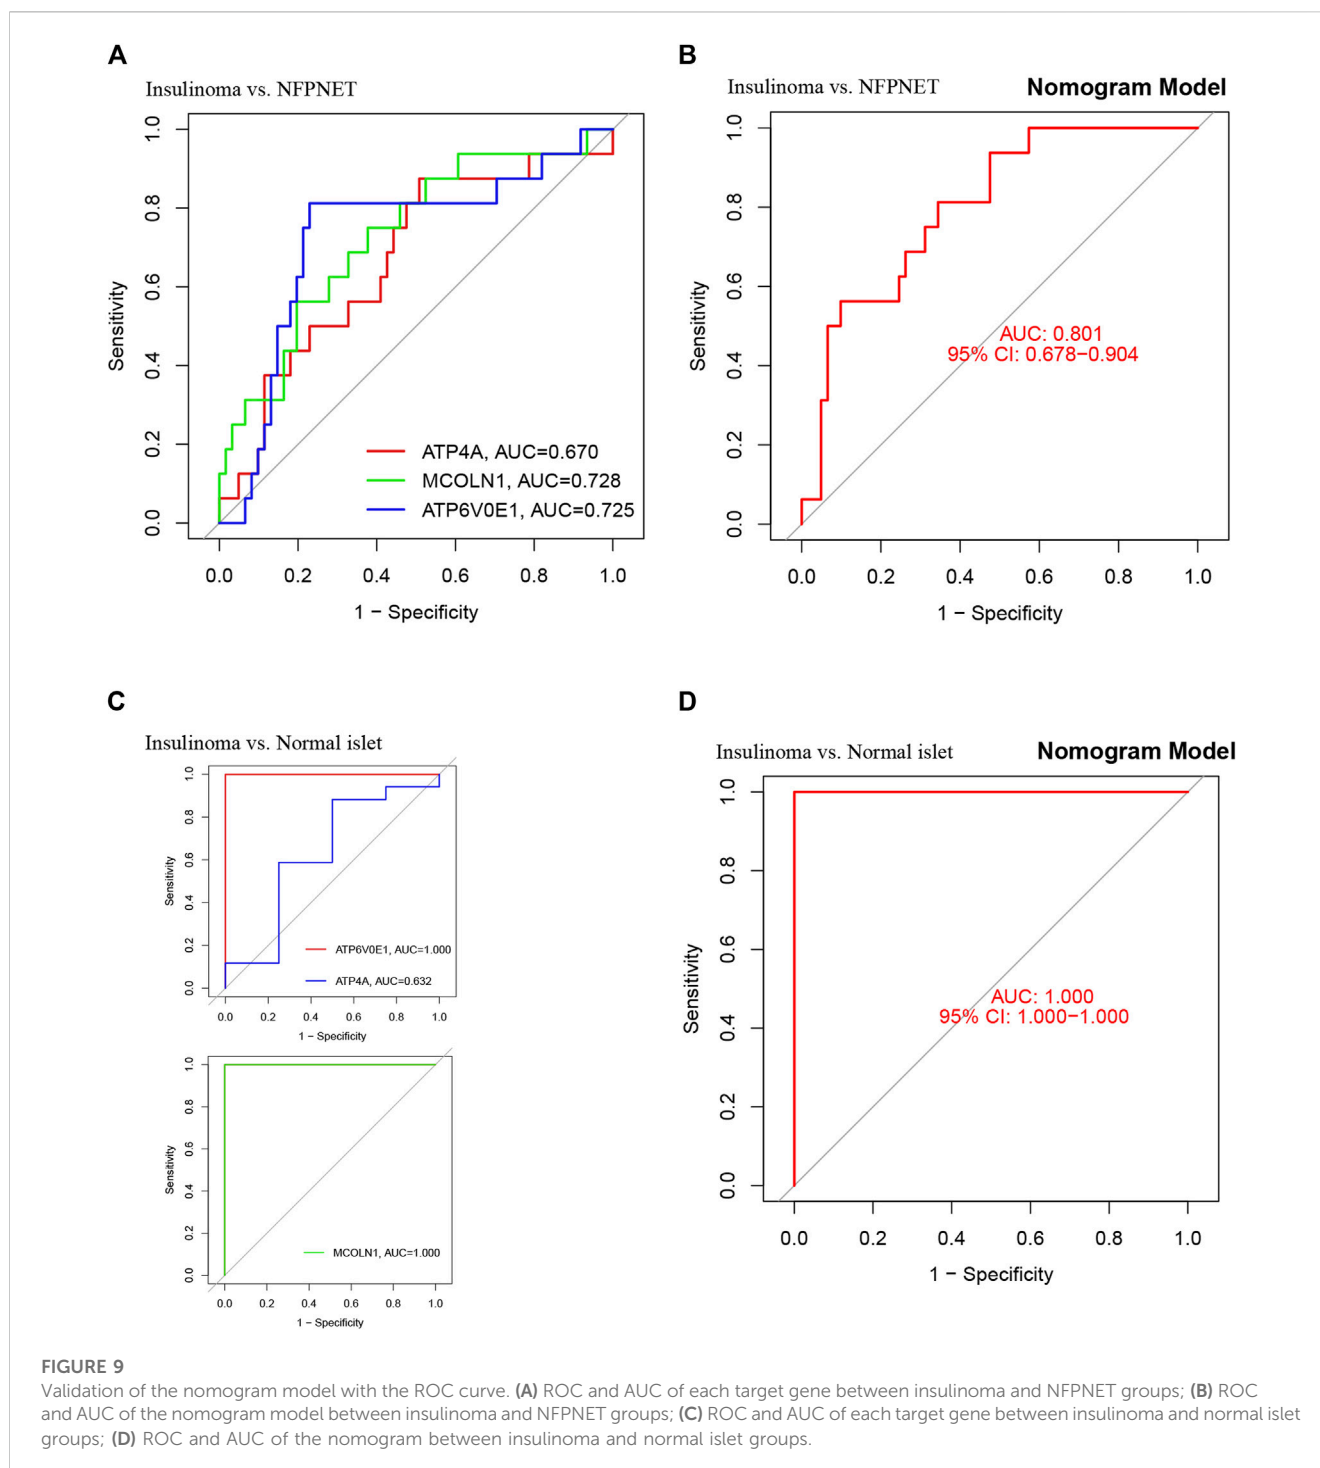 A
Insulinoma vs. NFPNET
1.0
0.8
0.6
0.4
0.2
0.0
Sensitivity
ATP4A, AUC=0.670
MCOLN1, AUC=0.728
ATP6V0E1, AUC=0.725
0.0 0.2 0.4 0.6 0.8 1.0
1 − Specificity
B
Insulinoma vs. NFPNET
Nomogram Model
1.0
0.8
0.6
0.4
0.2
0.0
Sensitivity
AUC: 0.801
95% CI: 0.678−0.904
0.0 0.2 0.4 0.6 0.8 1.0
1 − Specificity
C
Insulinoma vs. Normal islet
1.0
0.8
0.6
0.4
0.2
0.0
Sensitivity
ATP6V0E1, AUC=1.000
ATP4A, AUC=0.632
0.0 0.2 0.4 0.6 0.8 1.0
1 − Specificity
1.0
0.8
0.6
0.4
0.2
0.0
Sensitivity
MCOLN1, AUC=1.000
0.0 0.2 0.4 0.6 0.8 1.0
1 − Specificity
D
Insulinoma vs. Normal islet
Nomogram Model
1.0
0.8
0.6
0.4
0.2
0.0
Sensitivity
AUC: 1.000
95% CI: 1.000−1.000
0.0 0.2 0.4 0.6 0.8 1.0
1 − Specificity
FIGURE 9
Validation of the nomogram model with the ROC curve. (A) ROC and AUC of each target gene between insulinoma and NFPNET groups; (B) ROC
and AUC of the nomogram model between insulinoma and NFPNET groups; (C) ROC and AUC of each target gene between insulinoma and normal islet
groups; (D) ROC and AUC of the nomogram between insulinoma and normal islet groups.